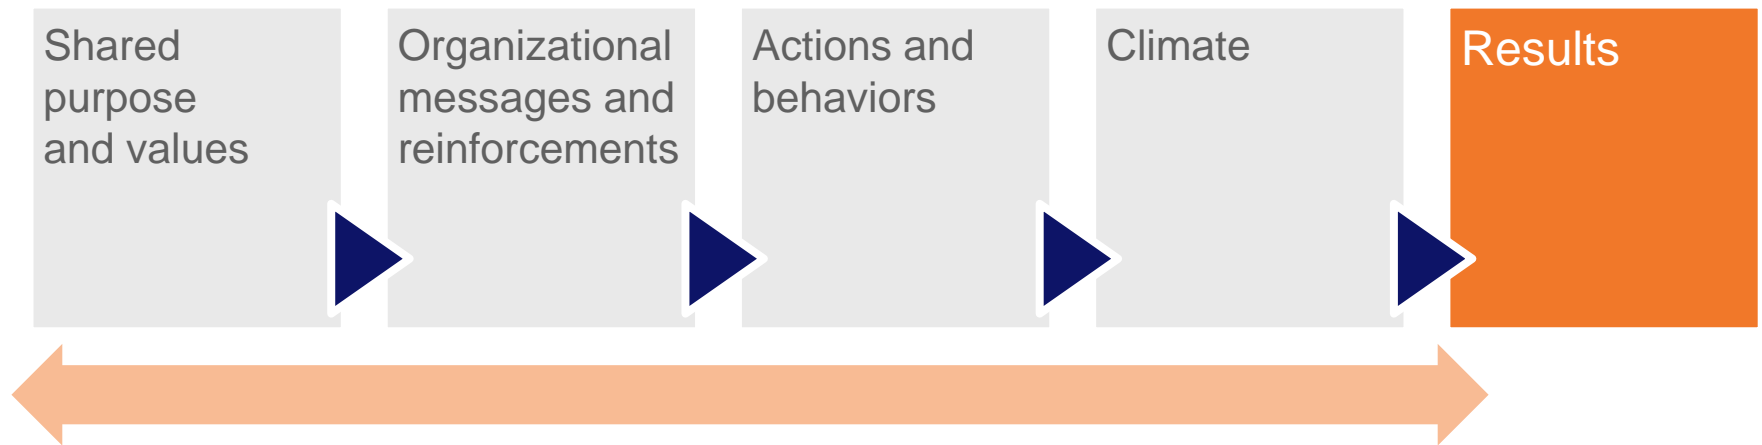 Shared
purpose
and values
Organizational
messages and
reinforcements
Actions and
behaviors
Climate
Results